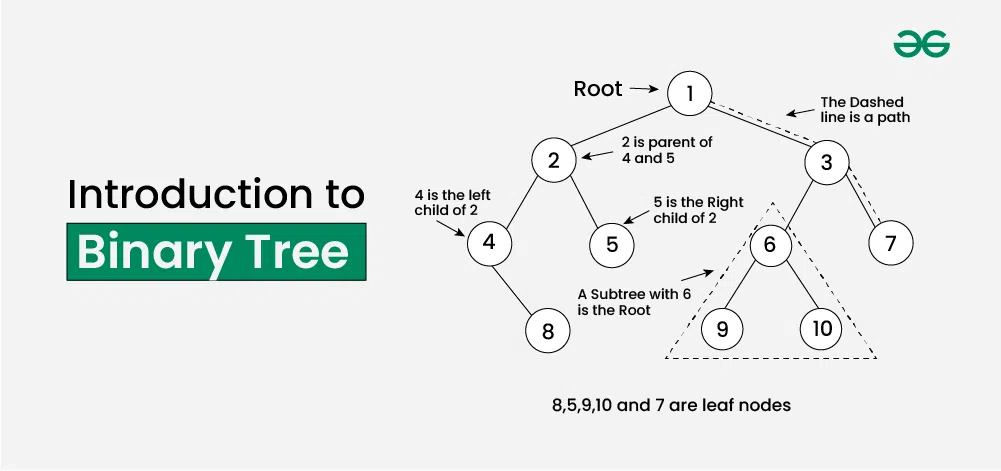 Introduction to
Binary Tree
Root
1
The Dashed
line is a path
2
2 is parent of
4 and 5
3
4 is the left
child of 2
5 is the Right
child of 2
4
5
6
7
A Subtree with 6
is the Root
8
9
10
8,5,9,10 and 7 are leaf nodes